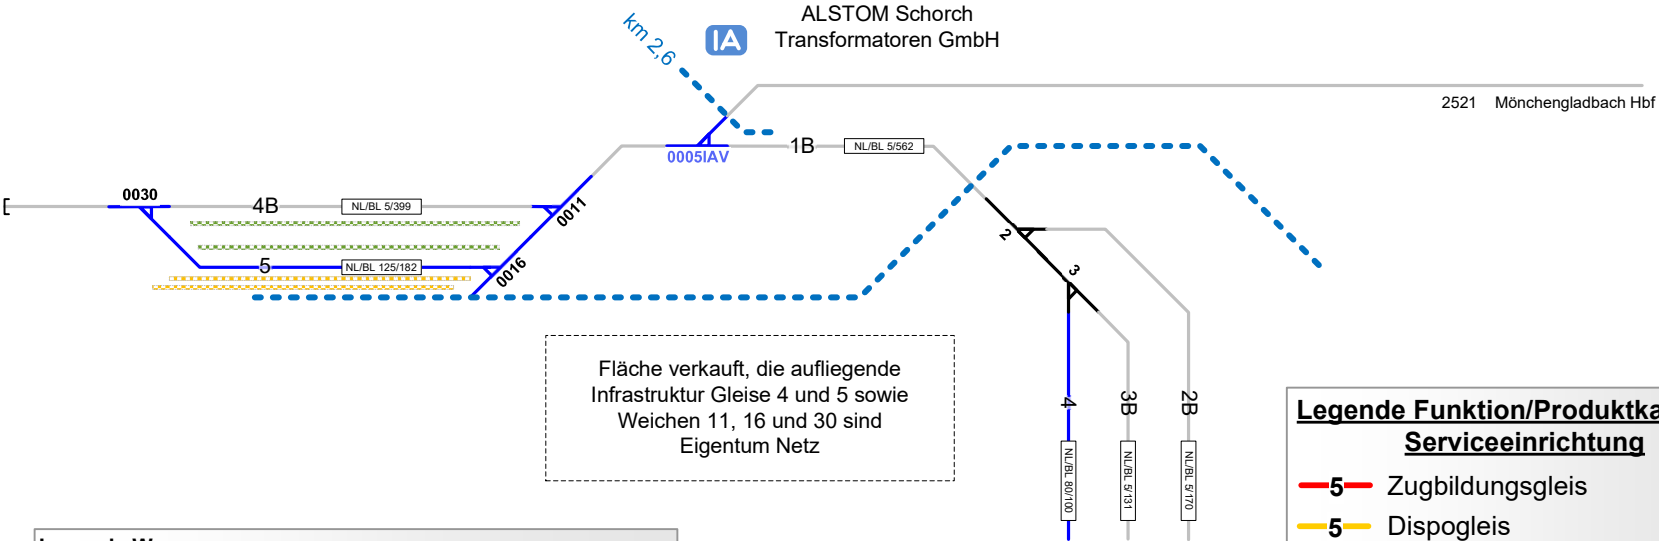 ALSTOM Schorch
Transformatoren GmbH
IA
km 2,6
2521 Mönchengladbach Hbf
0005IAV
1B
NL/BL 5/562
0030
4B
NL/BL 5/399
0011
5
NL/BL 125/182
0016
2
3
Fläche verkauft, die aufliegende
Infrastruktur Gleise 4 und 5 sowie
Weichen 11, 16 und 30 sind
Eigentum Netz
4
3B
2B
NL/BL 80/100
NL/BL 5/131
NL/BL 5/170
Legende Funktion/Produktka
Serviceeinrichtung
5 Zugbildungsgleis
5 Dispogleis